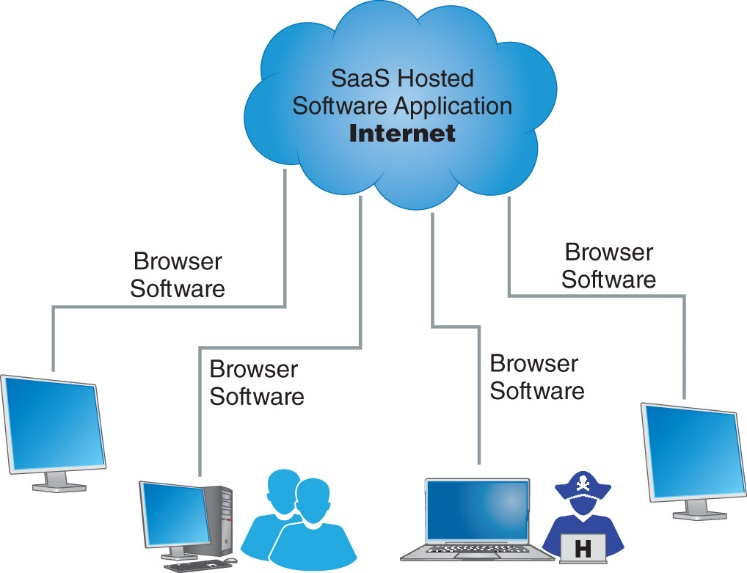 SaaS Hosted
Software Application
Internet
Browser
Software
Browser
Software
Browser
Software
Browser
Software
H